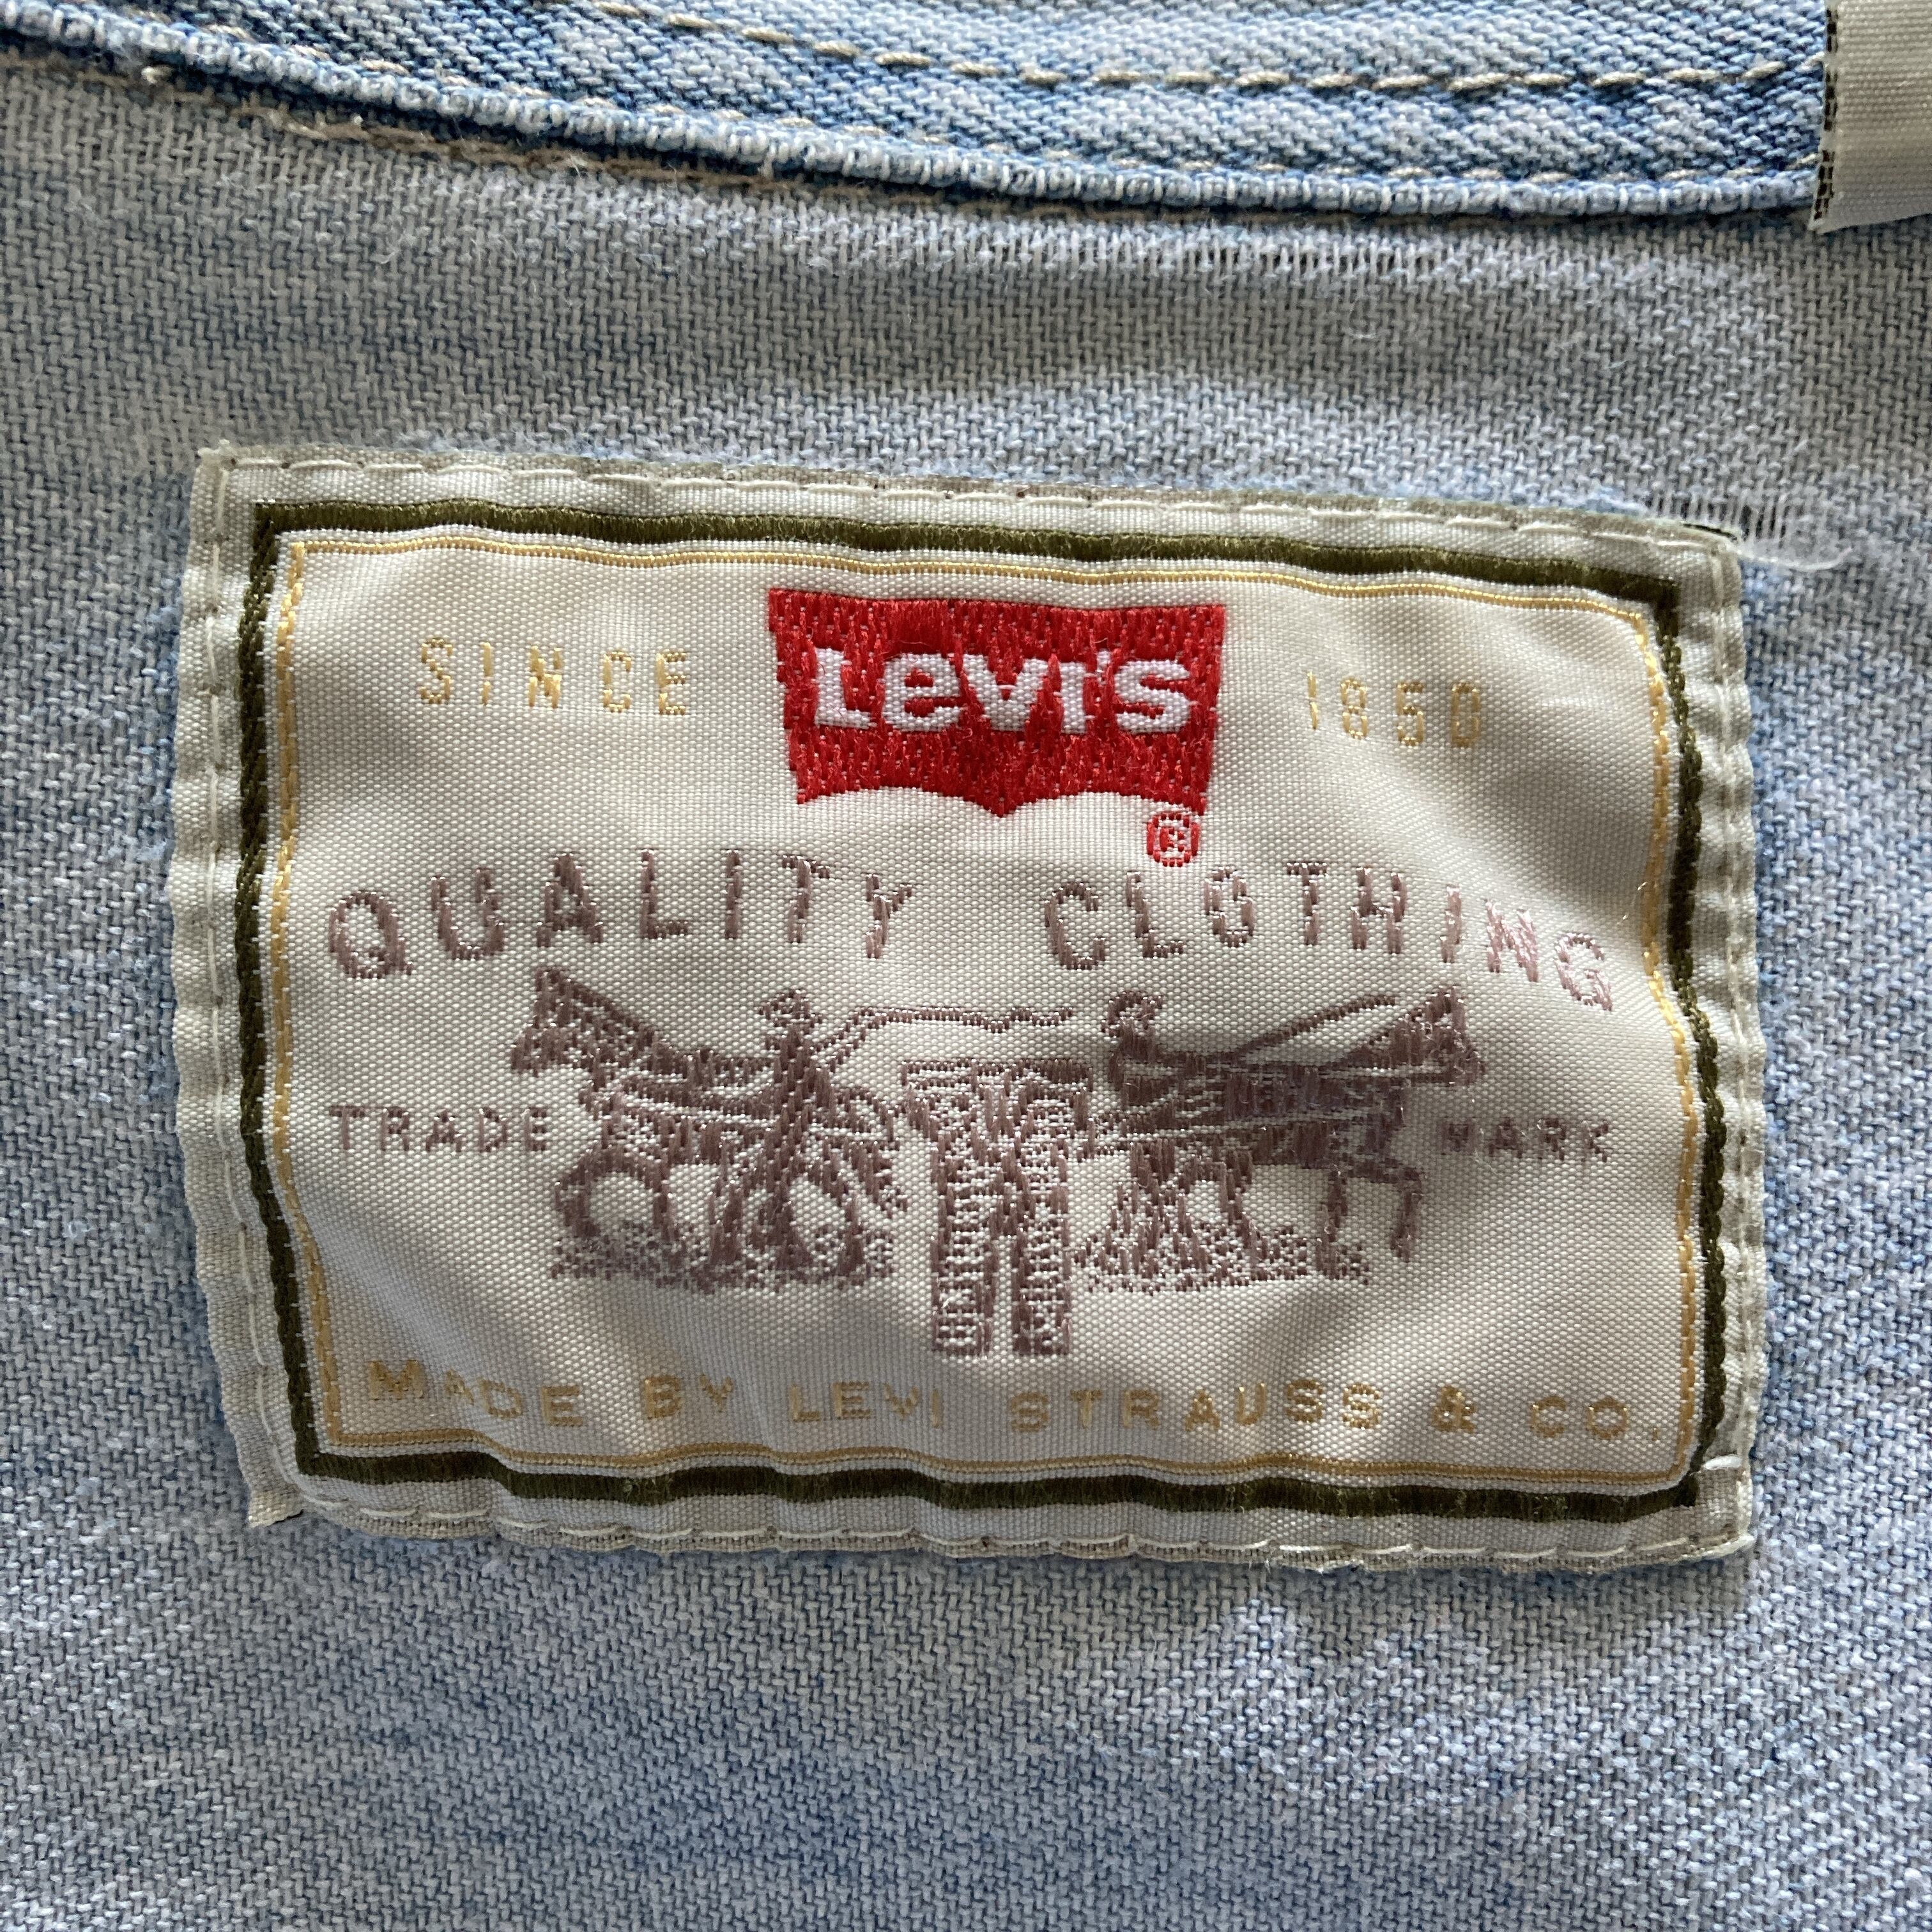 SINCE LEVI'S 1850
®
QUALITY CLOTHING
TRADE MARK
MADE BY LEVI STRAUSS & CO.